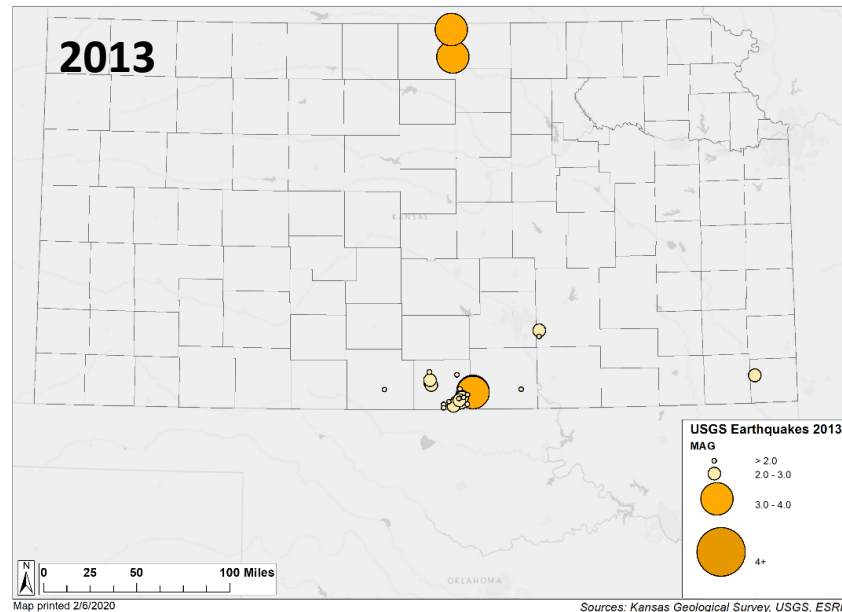 2013
KANSAS
USGS Earthquakes 2013
MAG
> 2.0
2.0 - 3.0
3.0 - 4.0
4+
N
0 25 50 100 Miles
OKLAHOMA
Map printed 2/6/2020
Sources: Kansas Geological Survey, USGS, ESRI